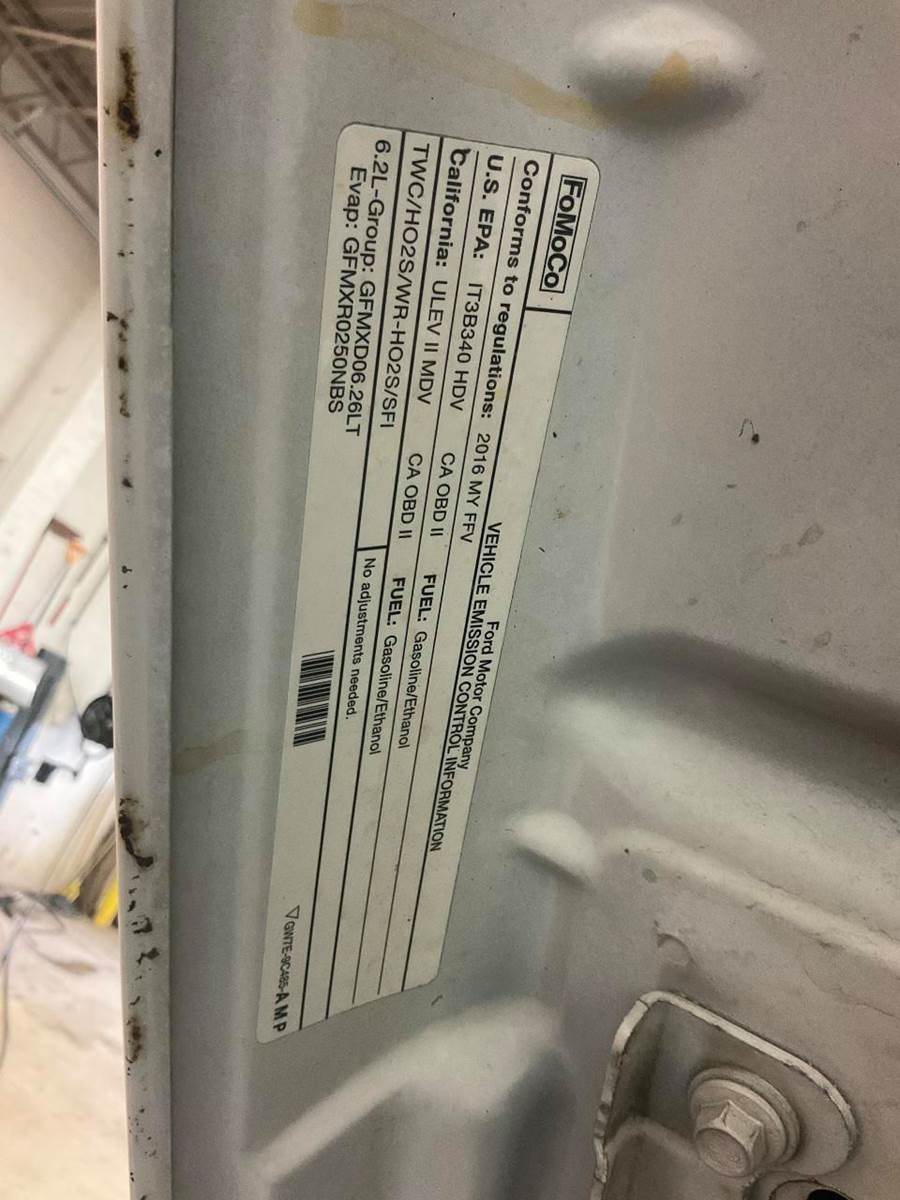 FoMoCo
Ford Motor Company
VEHICLE EMISSION CONTROL INFORMATION
Conforms to regulations: 2016 MY FFV
U.S. EPA: IT3B340 HDV CA OBD II FUEL: Gasoline/Ethanol
California: ULEV II MDV CA OBD II FUEL: Gasoline/Ethanol
TWC/HO2S/WR-HO2S/SFI
No adjustments needed.
6.2L-Group: GFMXD06.26LT
Evap: GFMXR0250NBS
GW7E-9C485-A M P